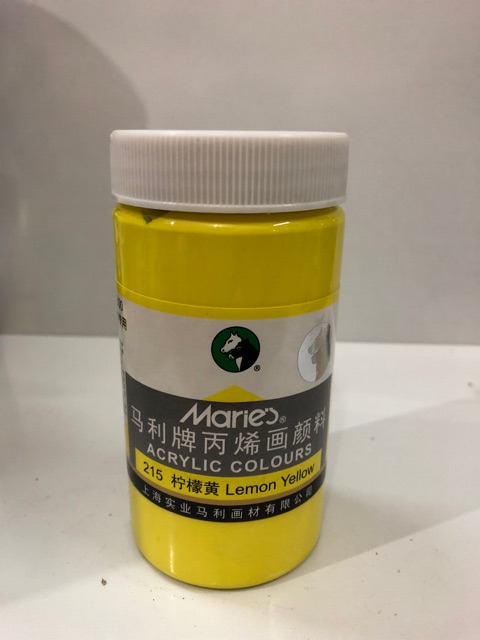 Marie's®
马利牌丙烯画颜料
ACRYLIC COLOURS
215 柠檬黄 Lemon Yellow
上海实业马利画材有限公司